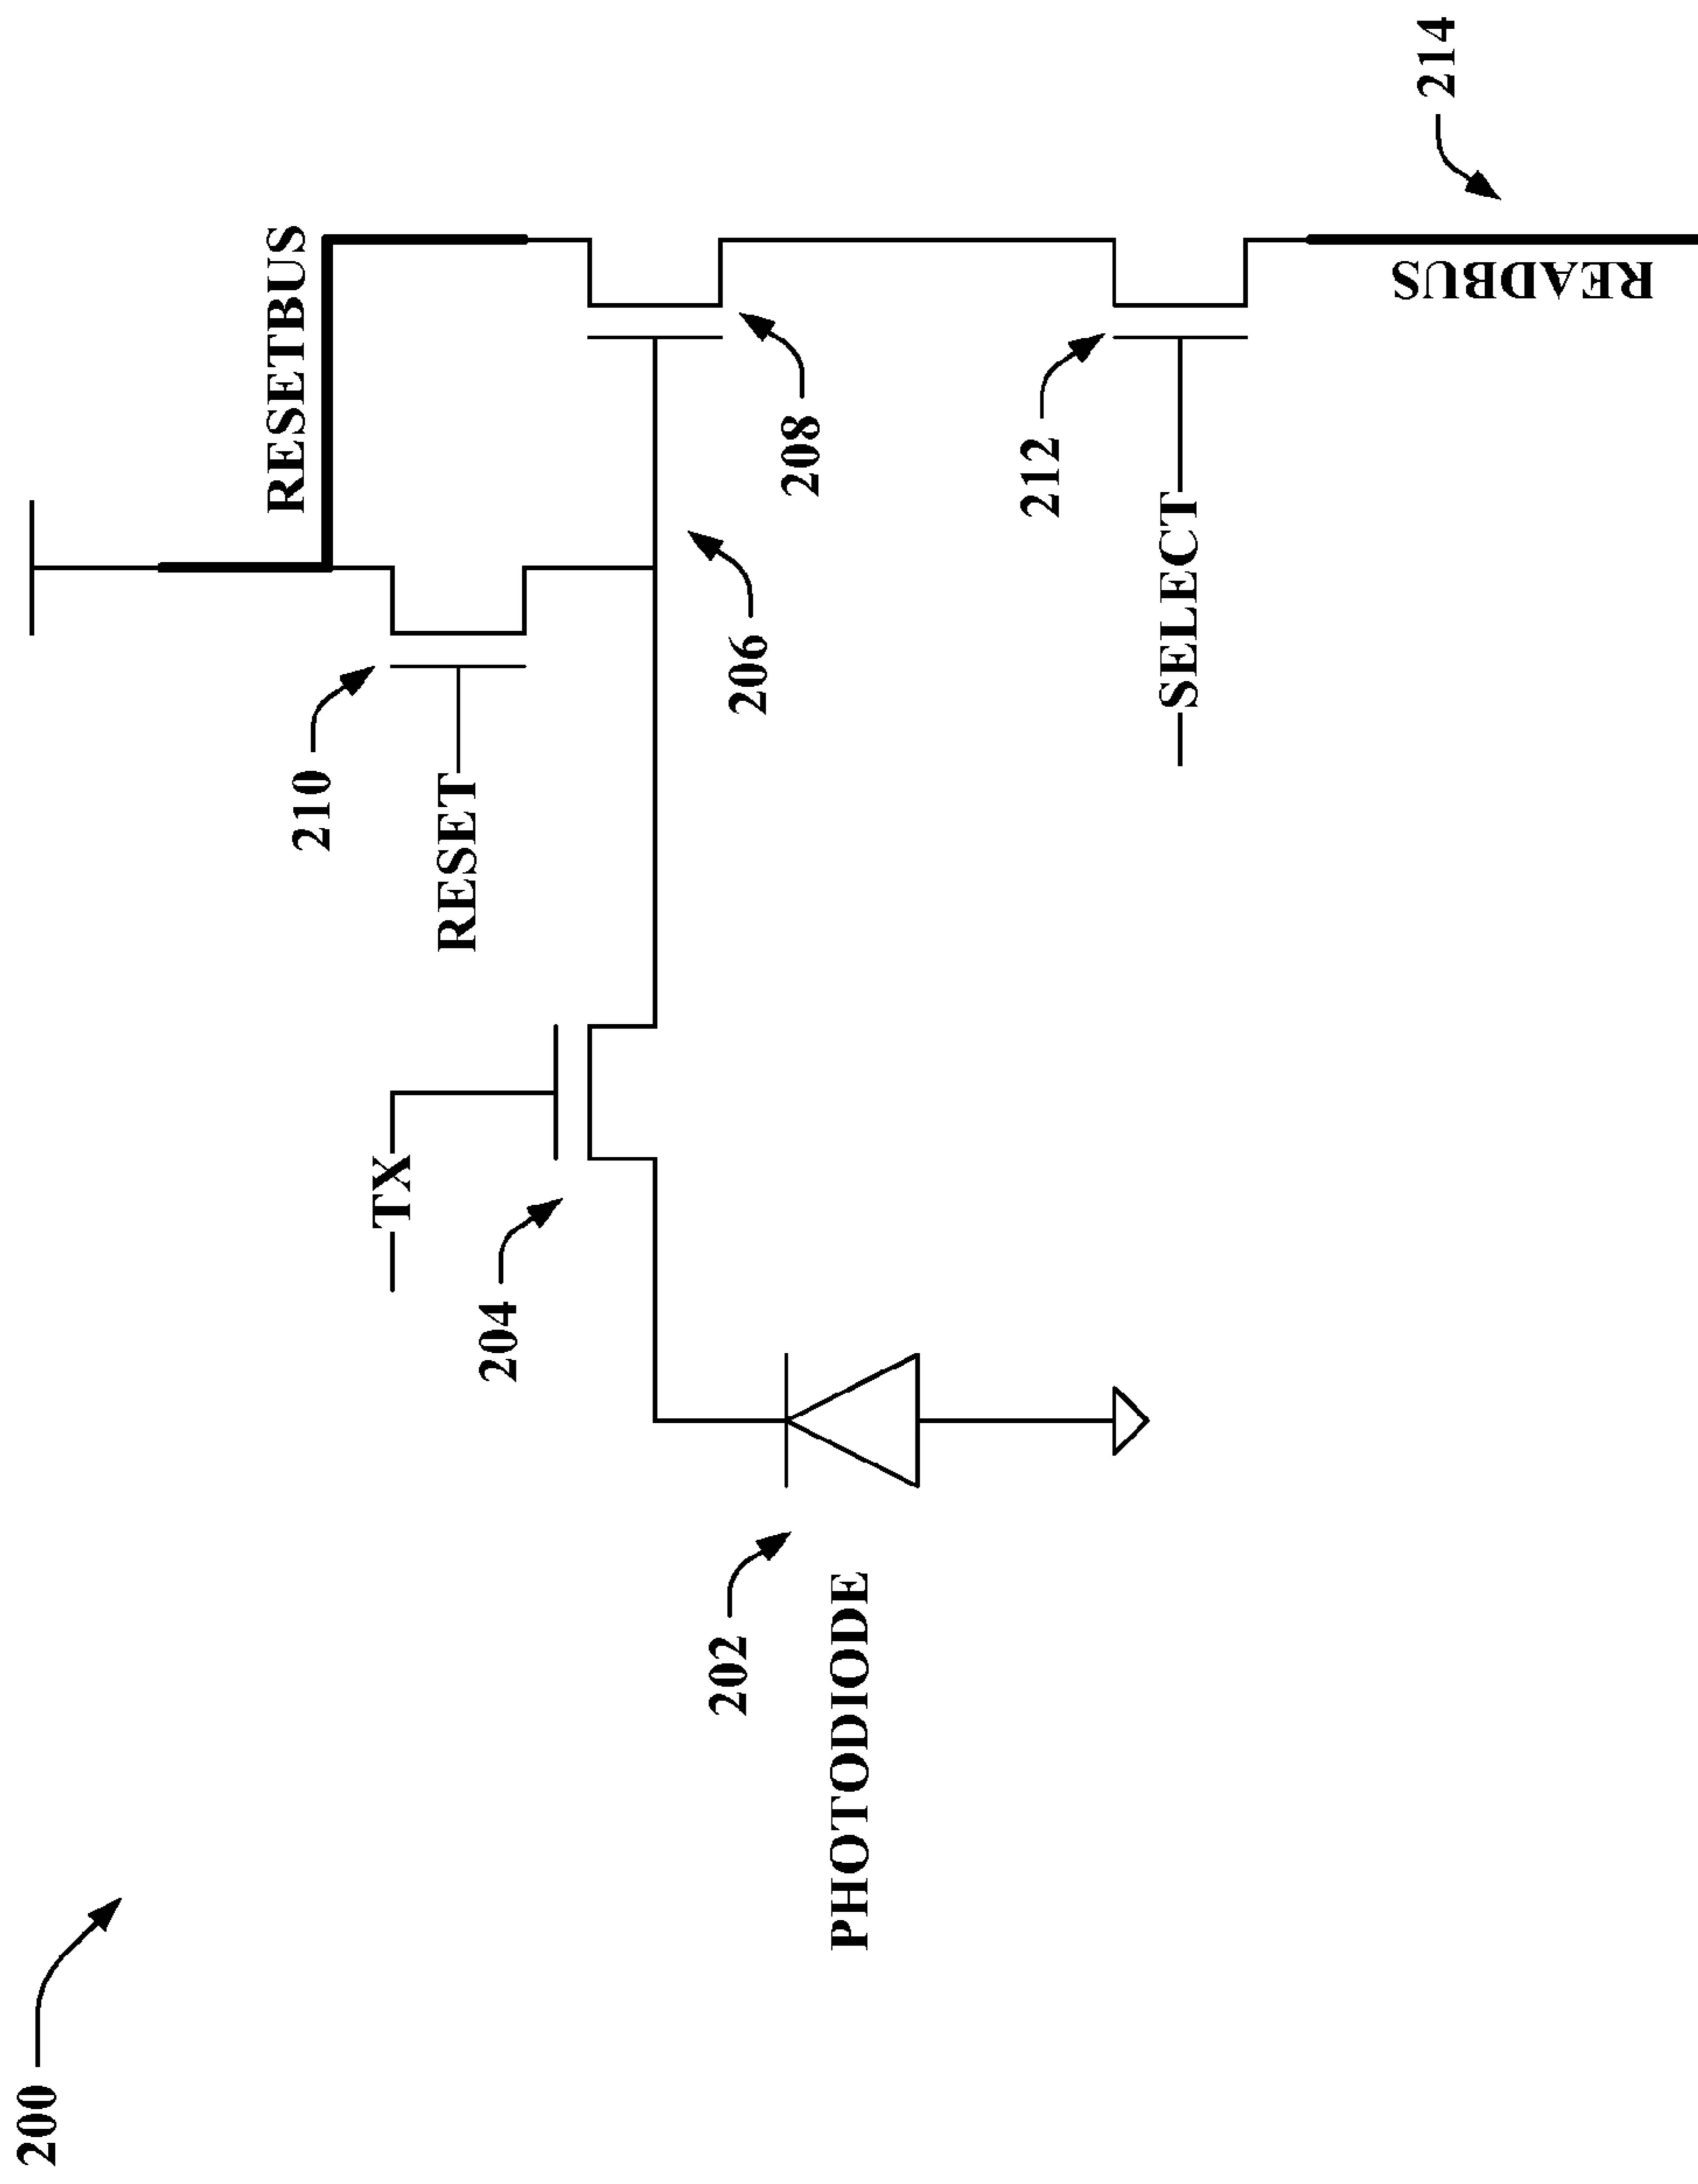 200
202
PHOTODIODE
204
TX
210
RESET
RESETBUS
206
208
212
SELECT
214
READBUS